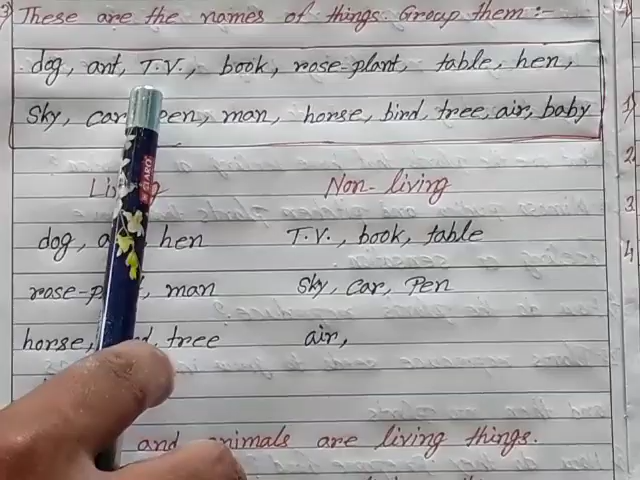 3) These are the names of things. Group them :-
dog, ant, T.V., book, rose-plant, table, hen,
Sky, car pen, man, horse, bird, tree, air, baby
Non-living
dog, hen T.V., book, table
man Sky, car, Pen
horse, tree air,
and animals are living things.